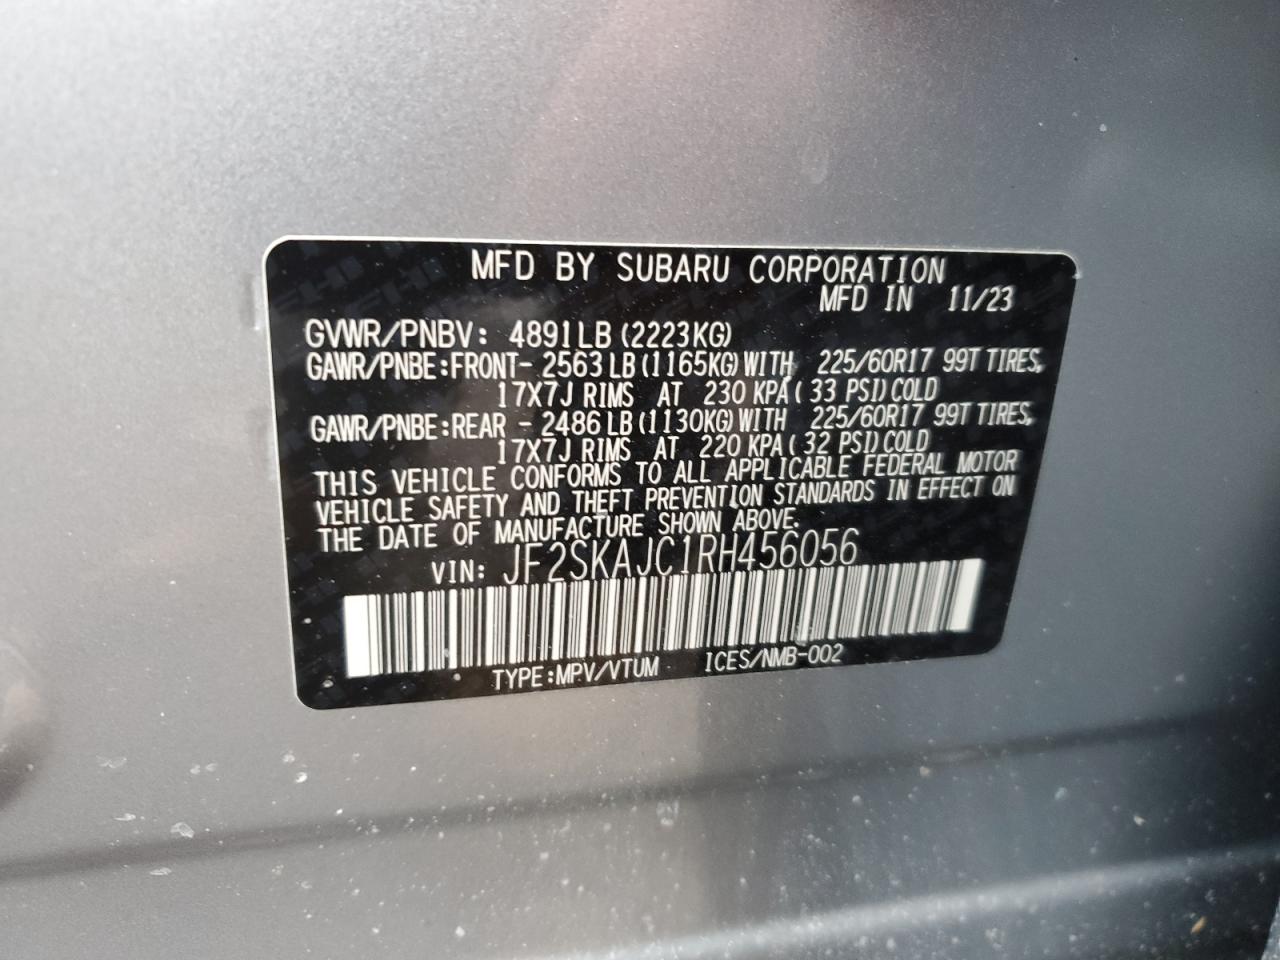 MFD BY SUBARU CORPORATION
MFD IN 11/23
GVWR/PNBV: 4891LB (2223KG)
GAWR/PNBE:FRONT- 2563 LB (1165KG) WITH 225/60R17 99T TIRES,
17X7J RIMS AT 230 KPA( 33 PSI) COLD
GAWR/PNBE:REAR - 2486 LB (1130KG) WITH 225/60R17 99T TIRES,
17X7J RIMS AT 220 KPA( 32 PSI) COLD
THIS VEHICLE CONFORMS TO ALL APPLICABLE FEDERAL MOTOR
VEHICLE SAFETY AND THEFT PREVENTION STANDARDS IN EFFECT ON
THE DATE OF MANUFACTURE SHOWN ABOVE.
VIN: JF2SKAJC1RH456056
TYPE:MPV/VTUM ICES/NMB-002